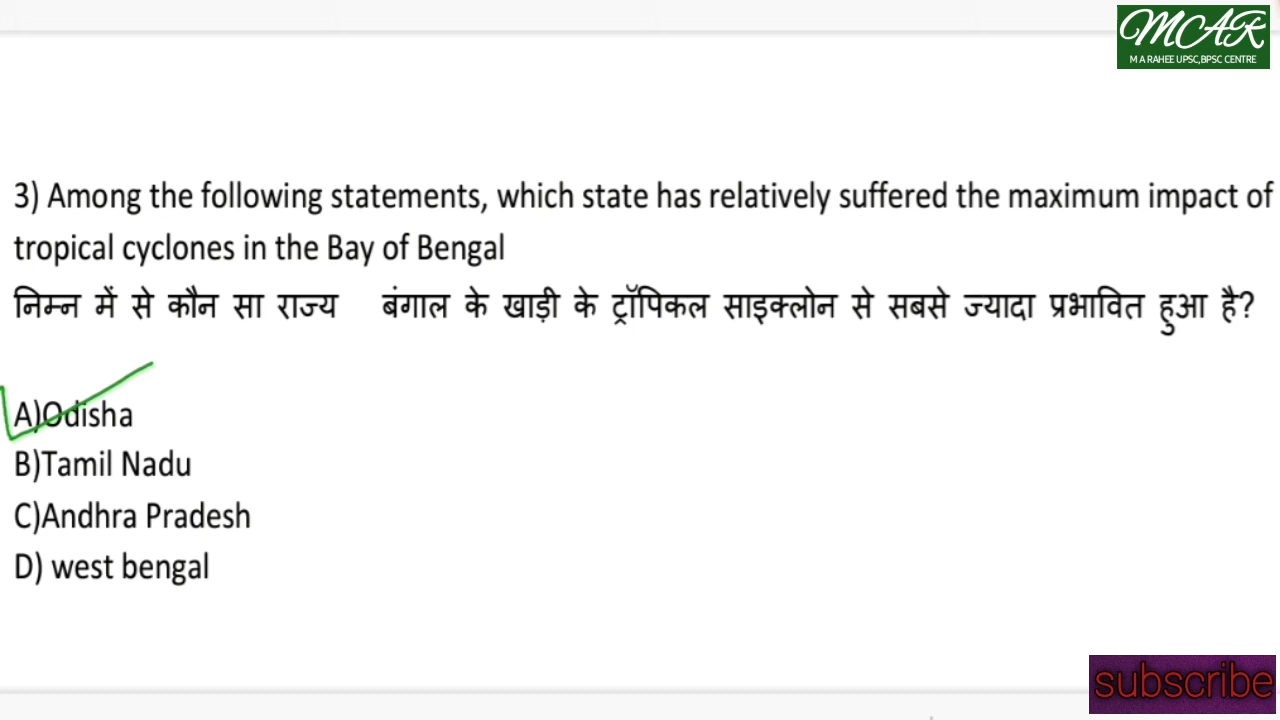 MCAR
M A RAHEE UPSC,BPSC CENTRE
3) Among the following statements, which state has relatively suffered the maximum impact of
tropical cyclones in the Bay of Bengal
निम्न में से कौन सा राज्य बंगाल के खाड़ी के ट्रॉपिकल साइक्लोन से सबसे ज्यादा प्रभावित हुआ है?
A)Odisha
B)Tamil Nadu
C)Andhra Pradesh
D) west bengal
subscribe